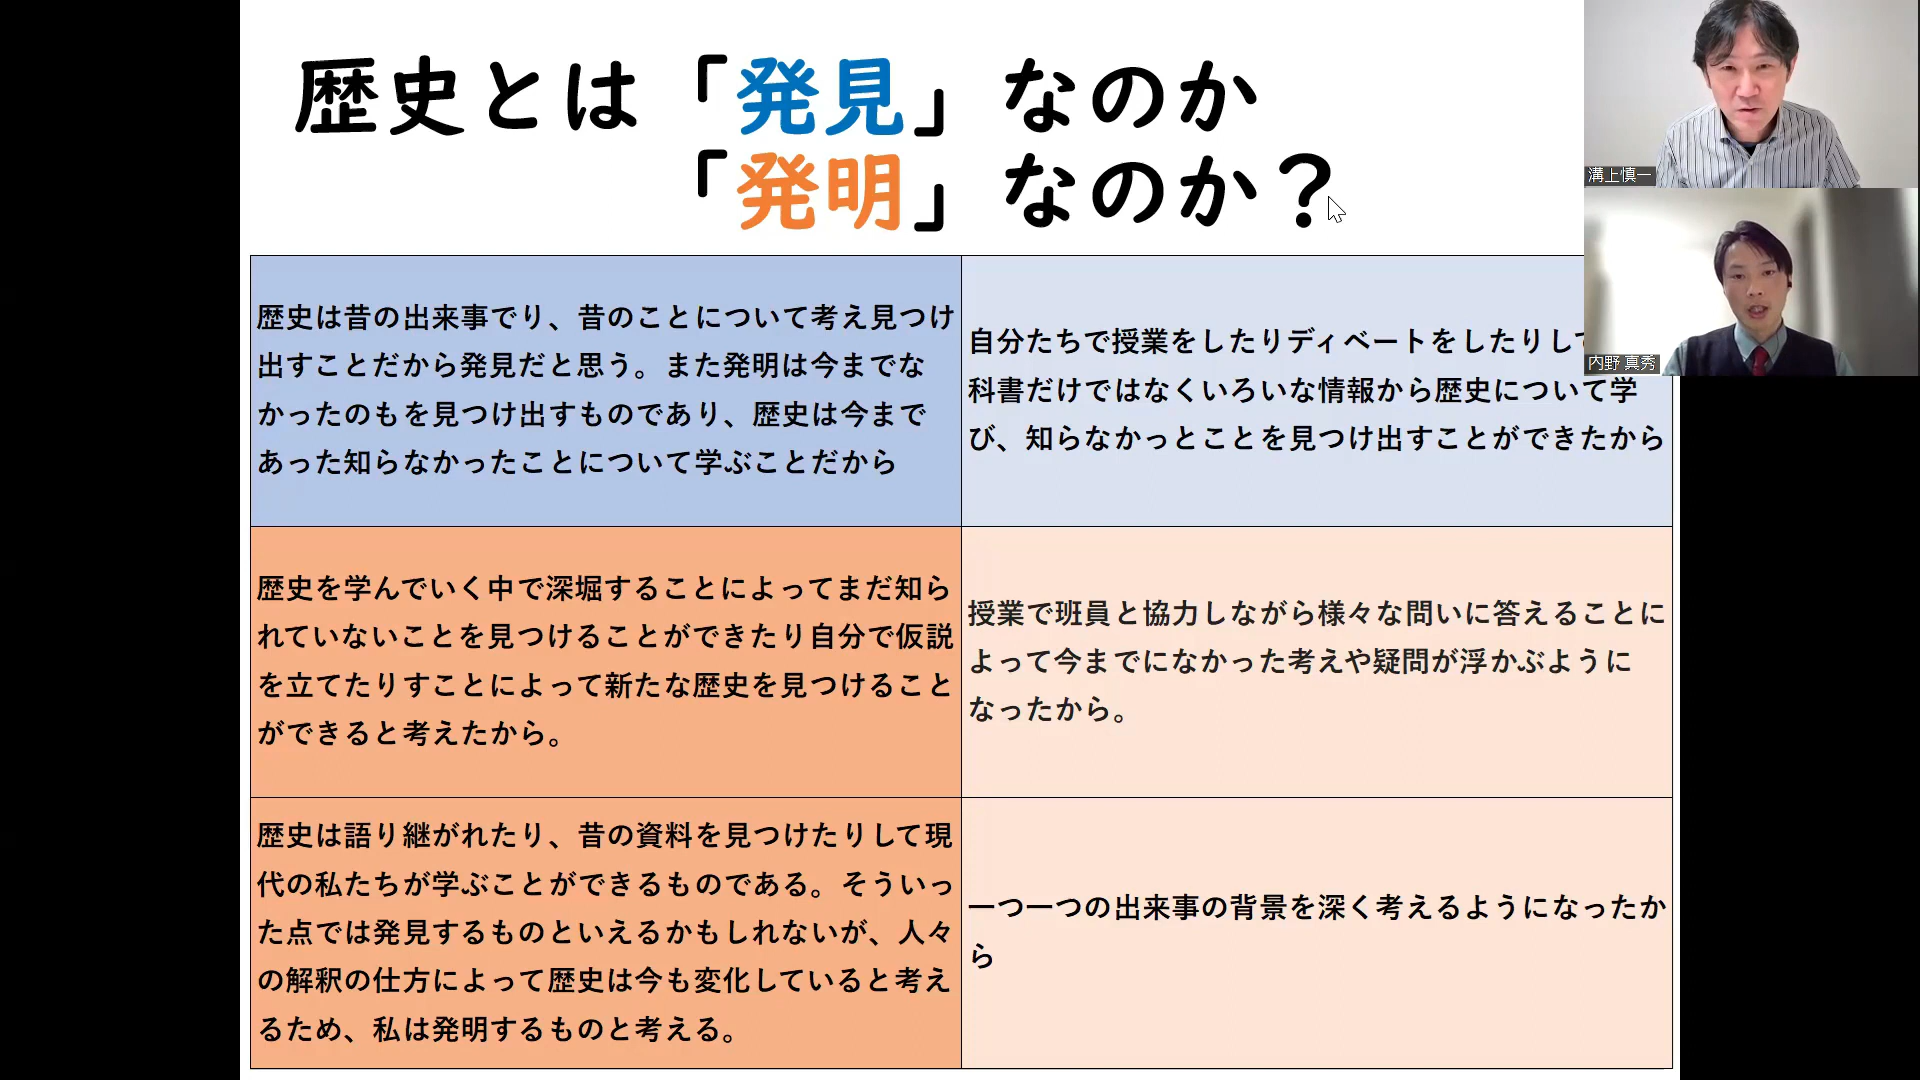 歴史とは「発見」なのか
「発明」なのか？
溝上慎一
内野 真秀
歴史は昔の出来事でり、昔のことについて考え見つけ
出すことだから発見だと思う。また発明は今までな
かったのもを見つけ出すものであり、歴史は今まで
あった知らなかったことについて学ぶことだから
自分たちで授業をしたりディベートをしたりして
科書だけではなくいろいな情報から歴史について学
び、知らなかっとことを見つけ出すことができたから
歴史を学んでいく中で深堀することによってまだ知ら
れていないことを見つけることができたり自分で仮説
を立てたりすことによって新たな歴史を見つけること
ができると考えたから。
授業で班員と協力しながら様々な問いに答えることに
よって今までになかった考えや疑問が浮かぶように
なったから。
歴史は語り継がれたり、昔の資料を見つけたりして現
代の私たちが学ぶことができるものである。そういっ
た点では発見するものといえるかもしれないが、人々
の解釈の仕方によって歴史は今も変化していると考え
るため、私は発明するものと考える。
一つ一つの出来事の背景を深く考えるようになったか
ら